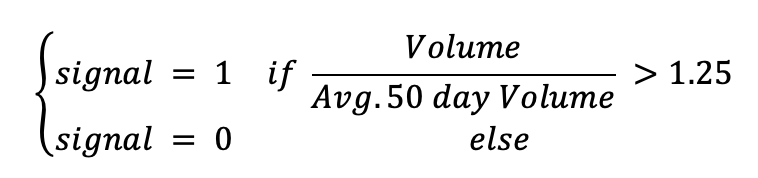 signal = 1 if Volume / Avg. 50 day Volume > 1.25
signal = 0 else